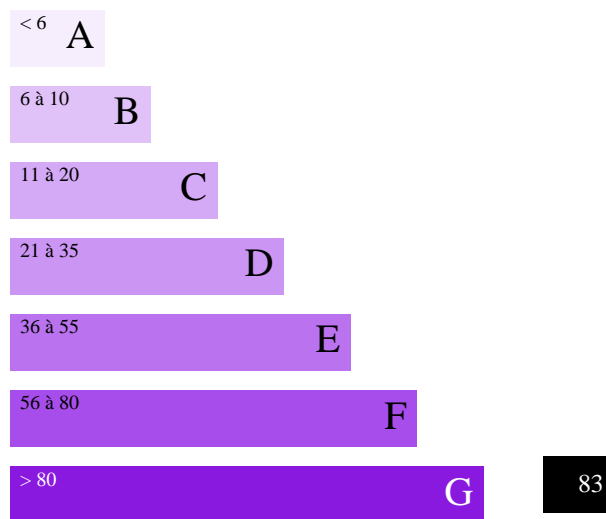 < 6 A
6 à 10 B
11 à 20 C
21 à 35 D
36 à 55 E
56 à 80 F
> 80 G 83